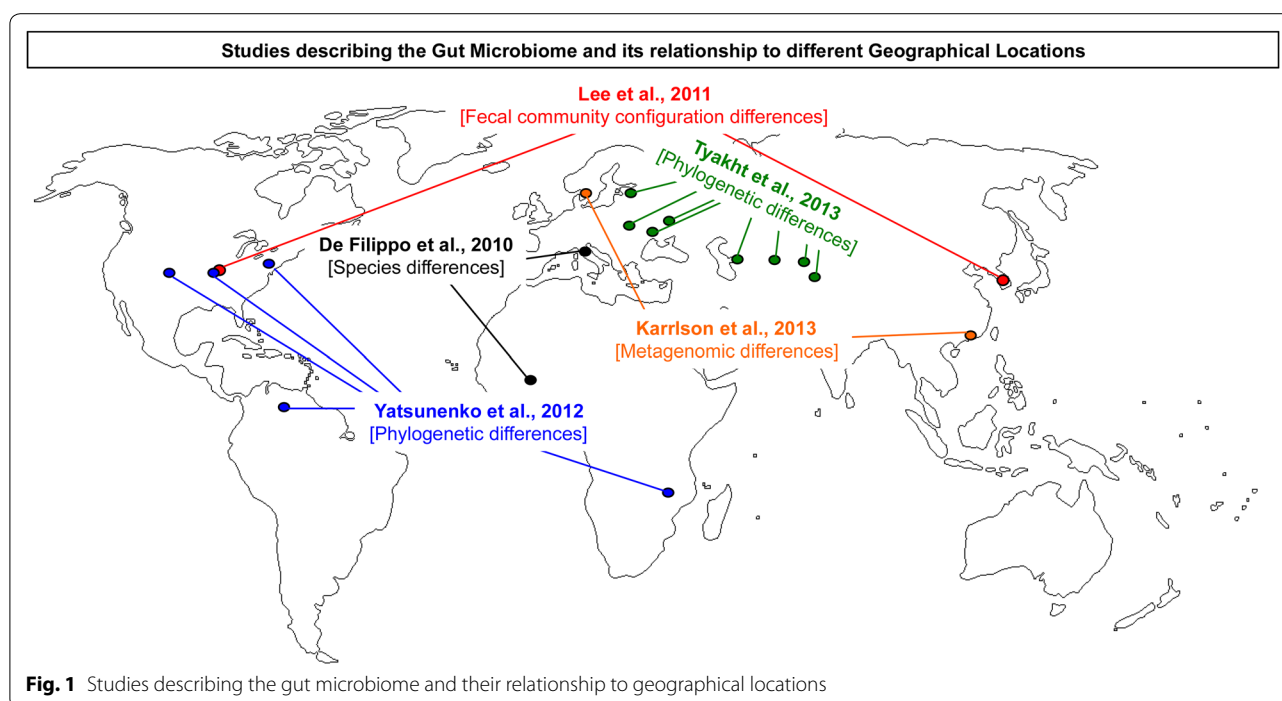 Studies describing the Gut Microbiome and its relationship to different Geographical Locations
Lee et al., 2011
[Fecal community configuration differences]
Tyakht et al., 2013
[Phylogenetic differences]
De Filippo et al., 2010
[Species differences]
Karrlson et al., 2013
[Metagenomic differences]
Yatsunenko et al., 2012
[Phylogenetic differences]
Fig. 1 Studies describing the gut microbiome and their relationship to geographical locations